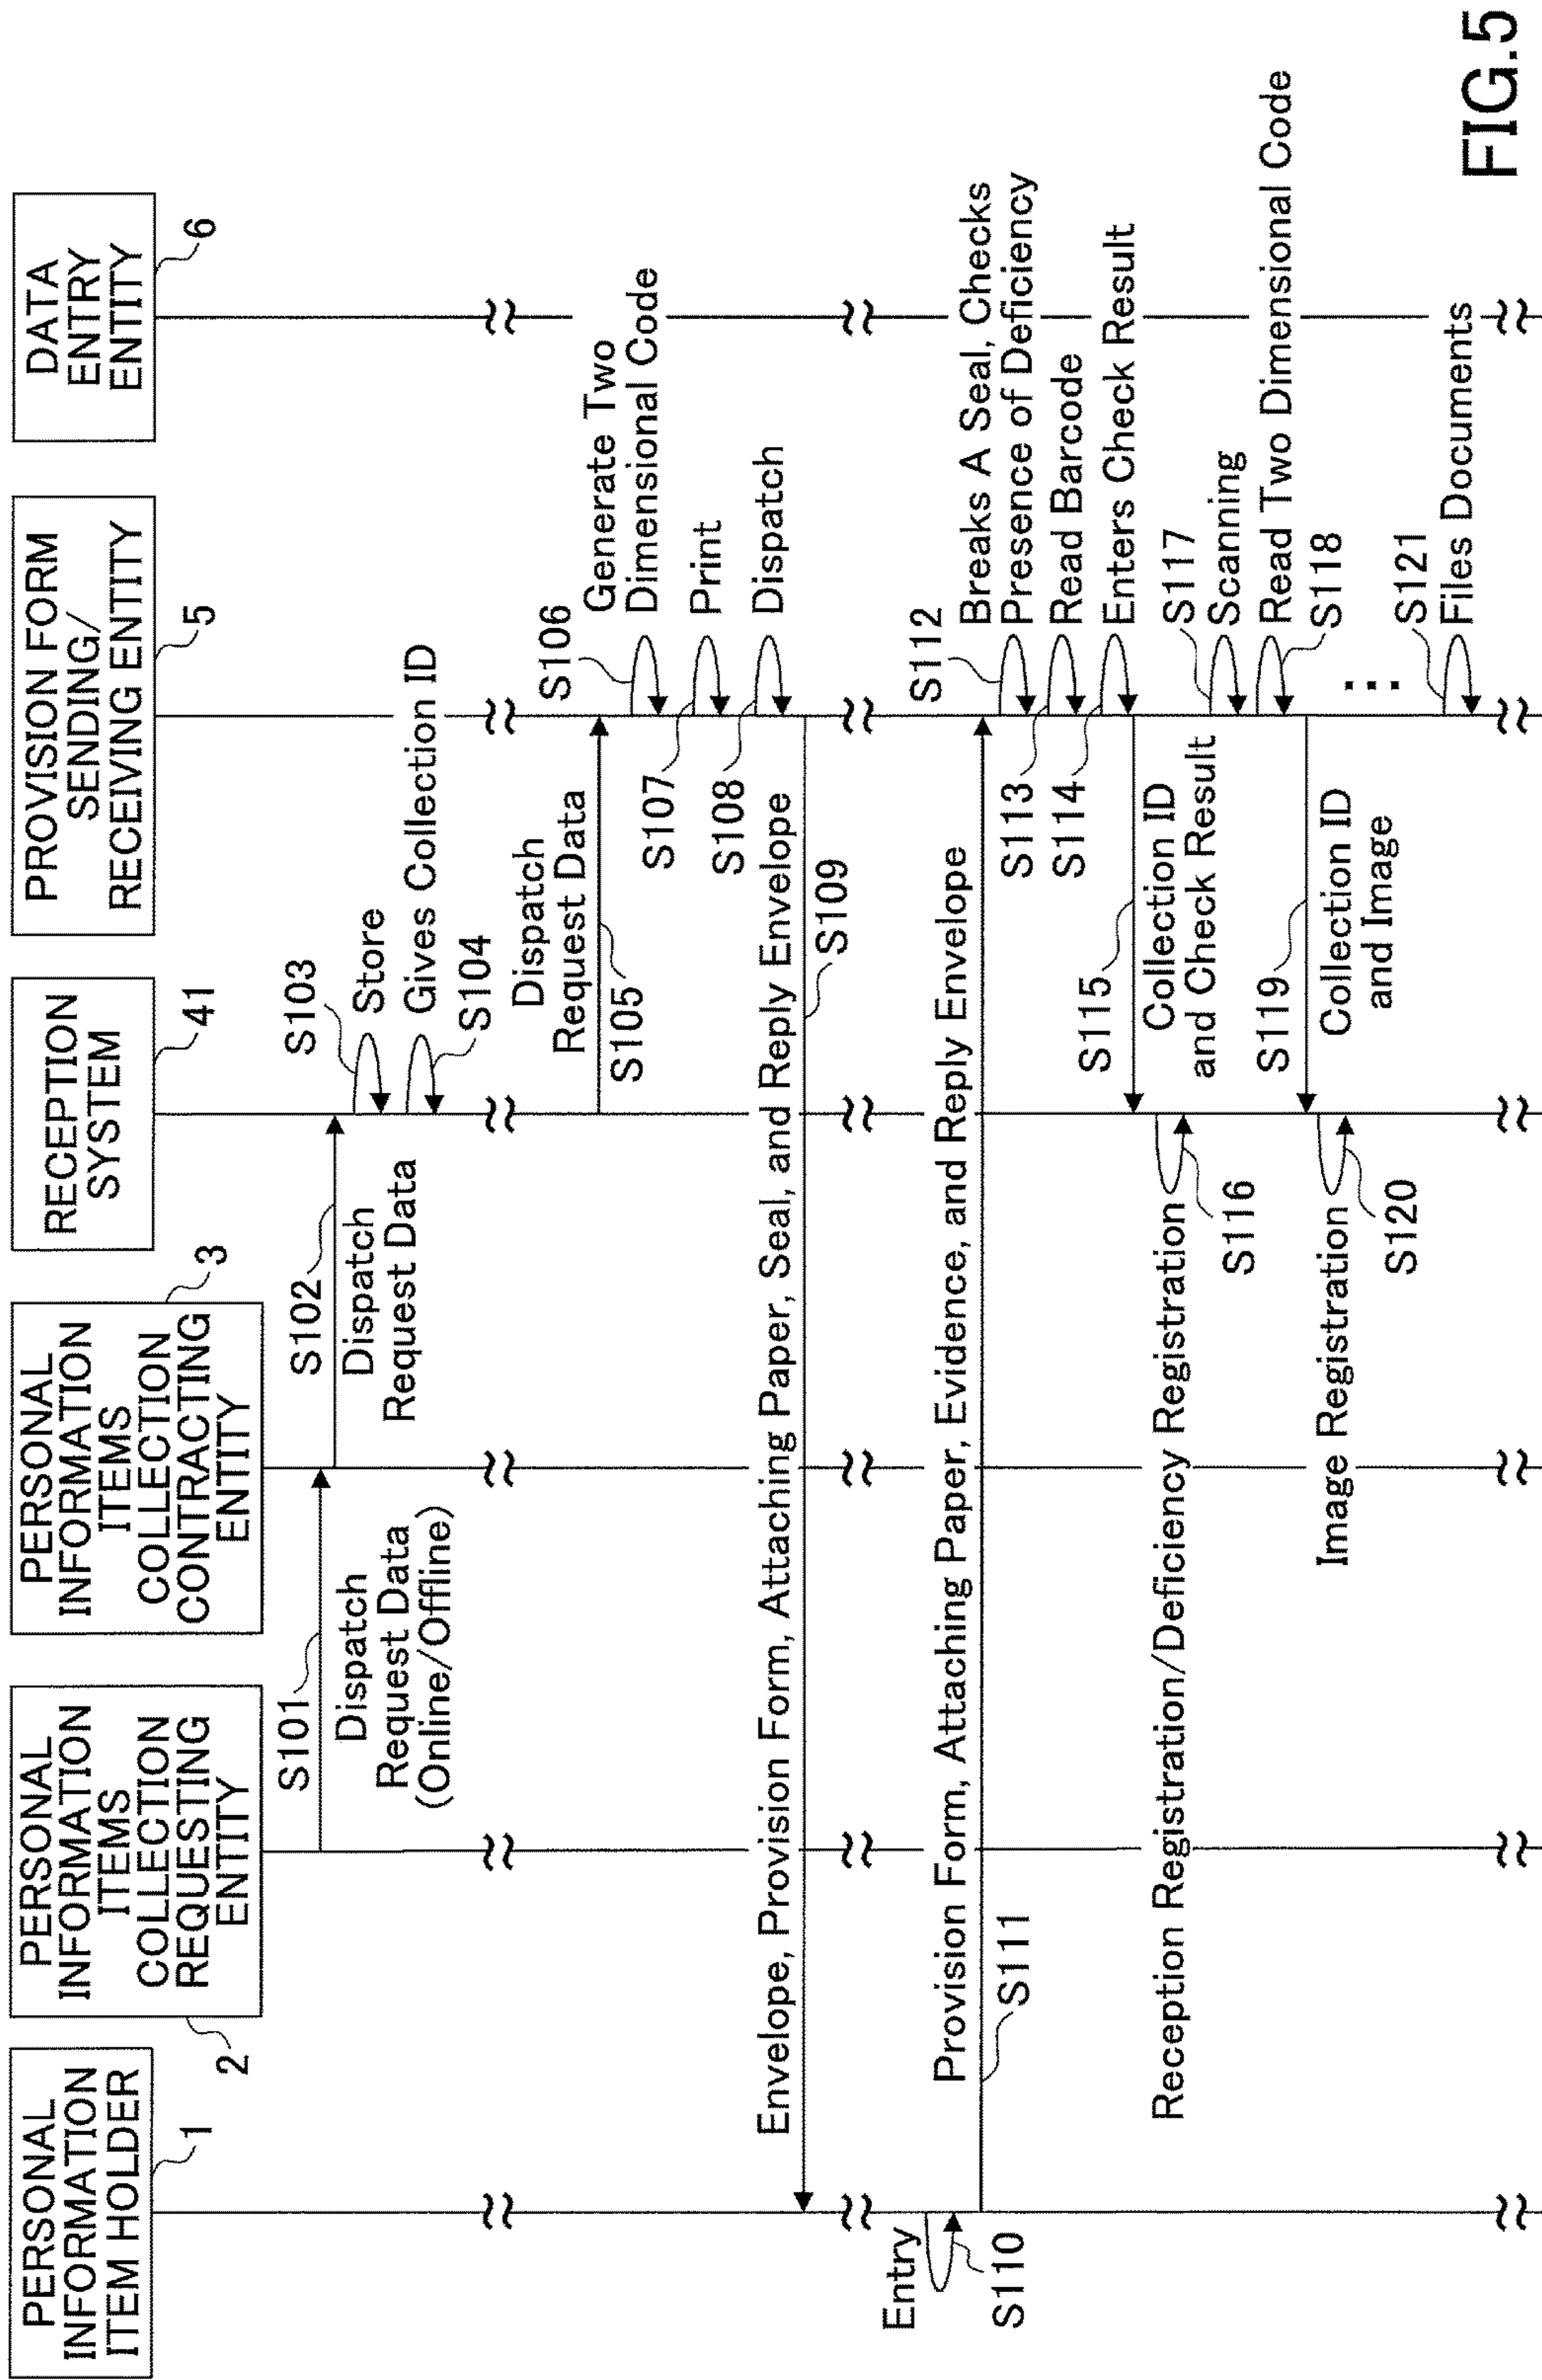 PERSONAL
INFORMATION
ITEM HOLDER
1
PERSONAL
INFORMATION
ITEMS
COLLECTION
REQUESTING
ENTITY
2
PERSONAL
INFORMATION
ITEMS
COLLECTION
CONTRACTING
ENTITY
3
RECEPTION
SYSTEM
41
PROVISION FORM
SENDING/
RECEIVING ENTITY
5
DATA
ENTRY
ENTITY
6
S101
Dispatch
Request Data
(Online/Offline)
S102
Dispatch
Request Data
S103
Store
Gives Collection ID
S104
Dispatch
Request Data
S105
S106
Generate Two
Dimensional Code
S107
Print
S108
Dispatch
Envelope, Provision Form, Attaching Paper, Seal, and Reply Envelope
S109
Entry
S110
Provision Form, Attaching Paper, Evidence, and Reply Envelope
S111
S112
Breaks A Seal, Checks
Presence of Deficiency
S113
Read Barcode
S114
Enters Check Result
S115
Collection ID
and Check Result
Reception Registration/Deficiency Registration
S116
S117
Scanning
Read Two Dimensional Code
S118
S119
Collection ID
and Image
Image Registration
S120
S121
Files Documents
FIG.5